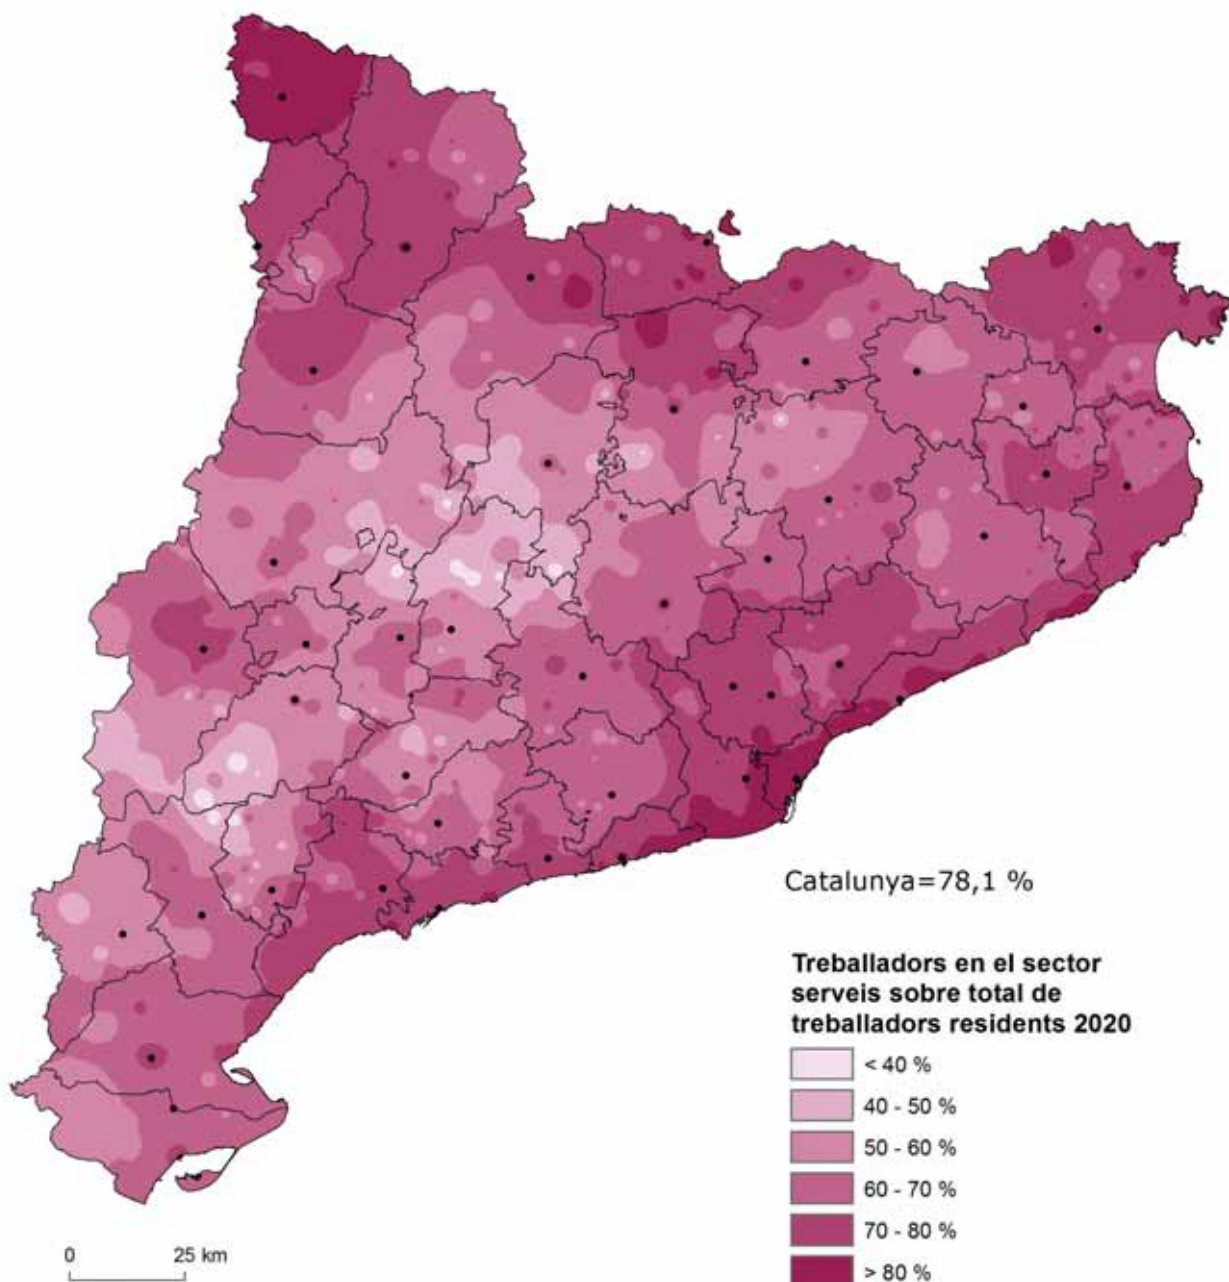 Catalunya=78,1 %
Treballadors en el sector
serveis sobre total de
treballadors residents 2020
< 40 %
40 - 50 %
50 - 60 %
60 - 70 %
70 - 80 %
> 80 %
0 25 km